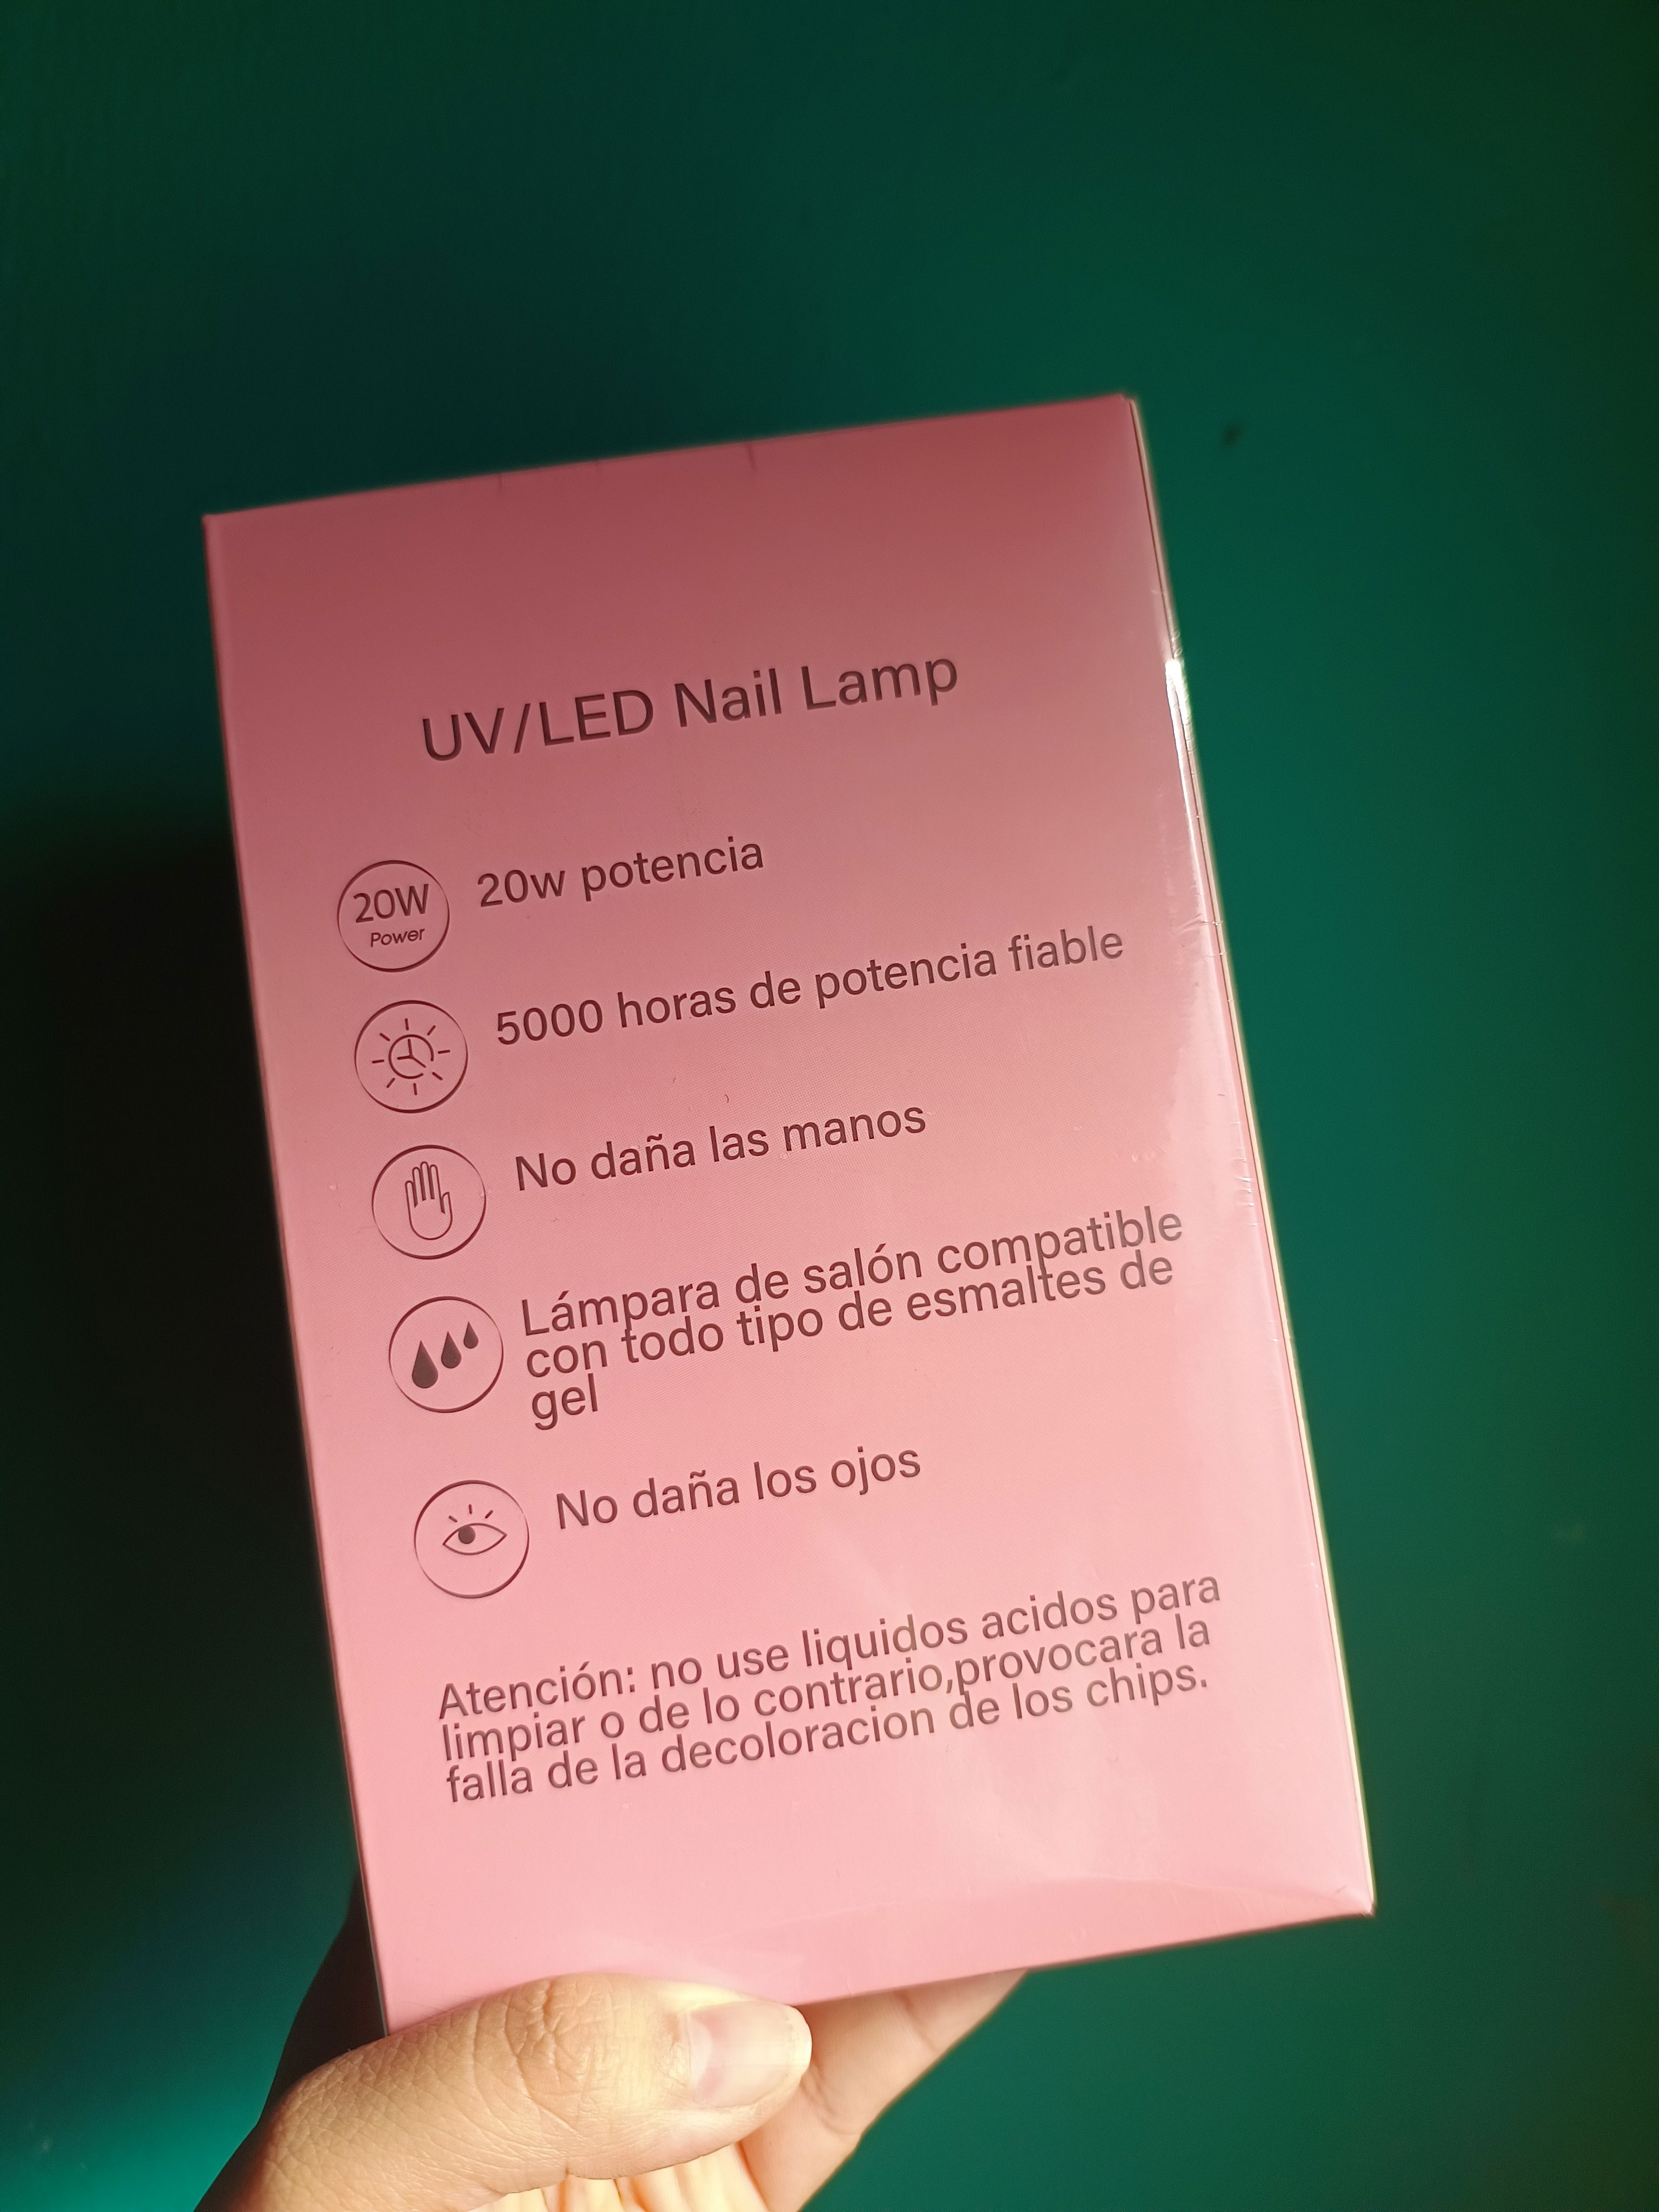 UV/LED Nail Lamp
20W
Power
20w potencia
5000 horas de potencia fiable
No daña las manos
Lámpara de salón compatible
con todo tipo de esmaltes de
gel
No daña los ojos
Atención: no use liquidos acidos para
limpiar o de lo contrario,provocara la
falla de la decoloracion de los chips.